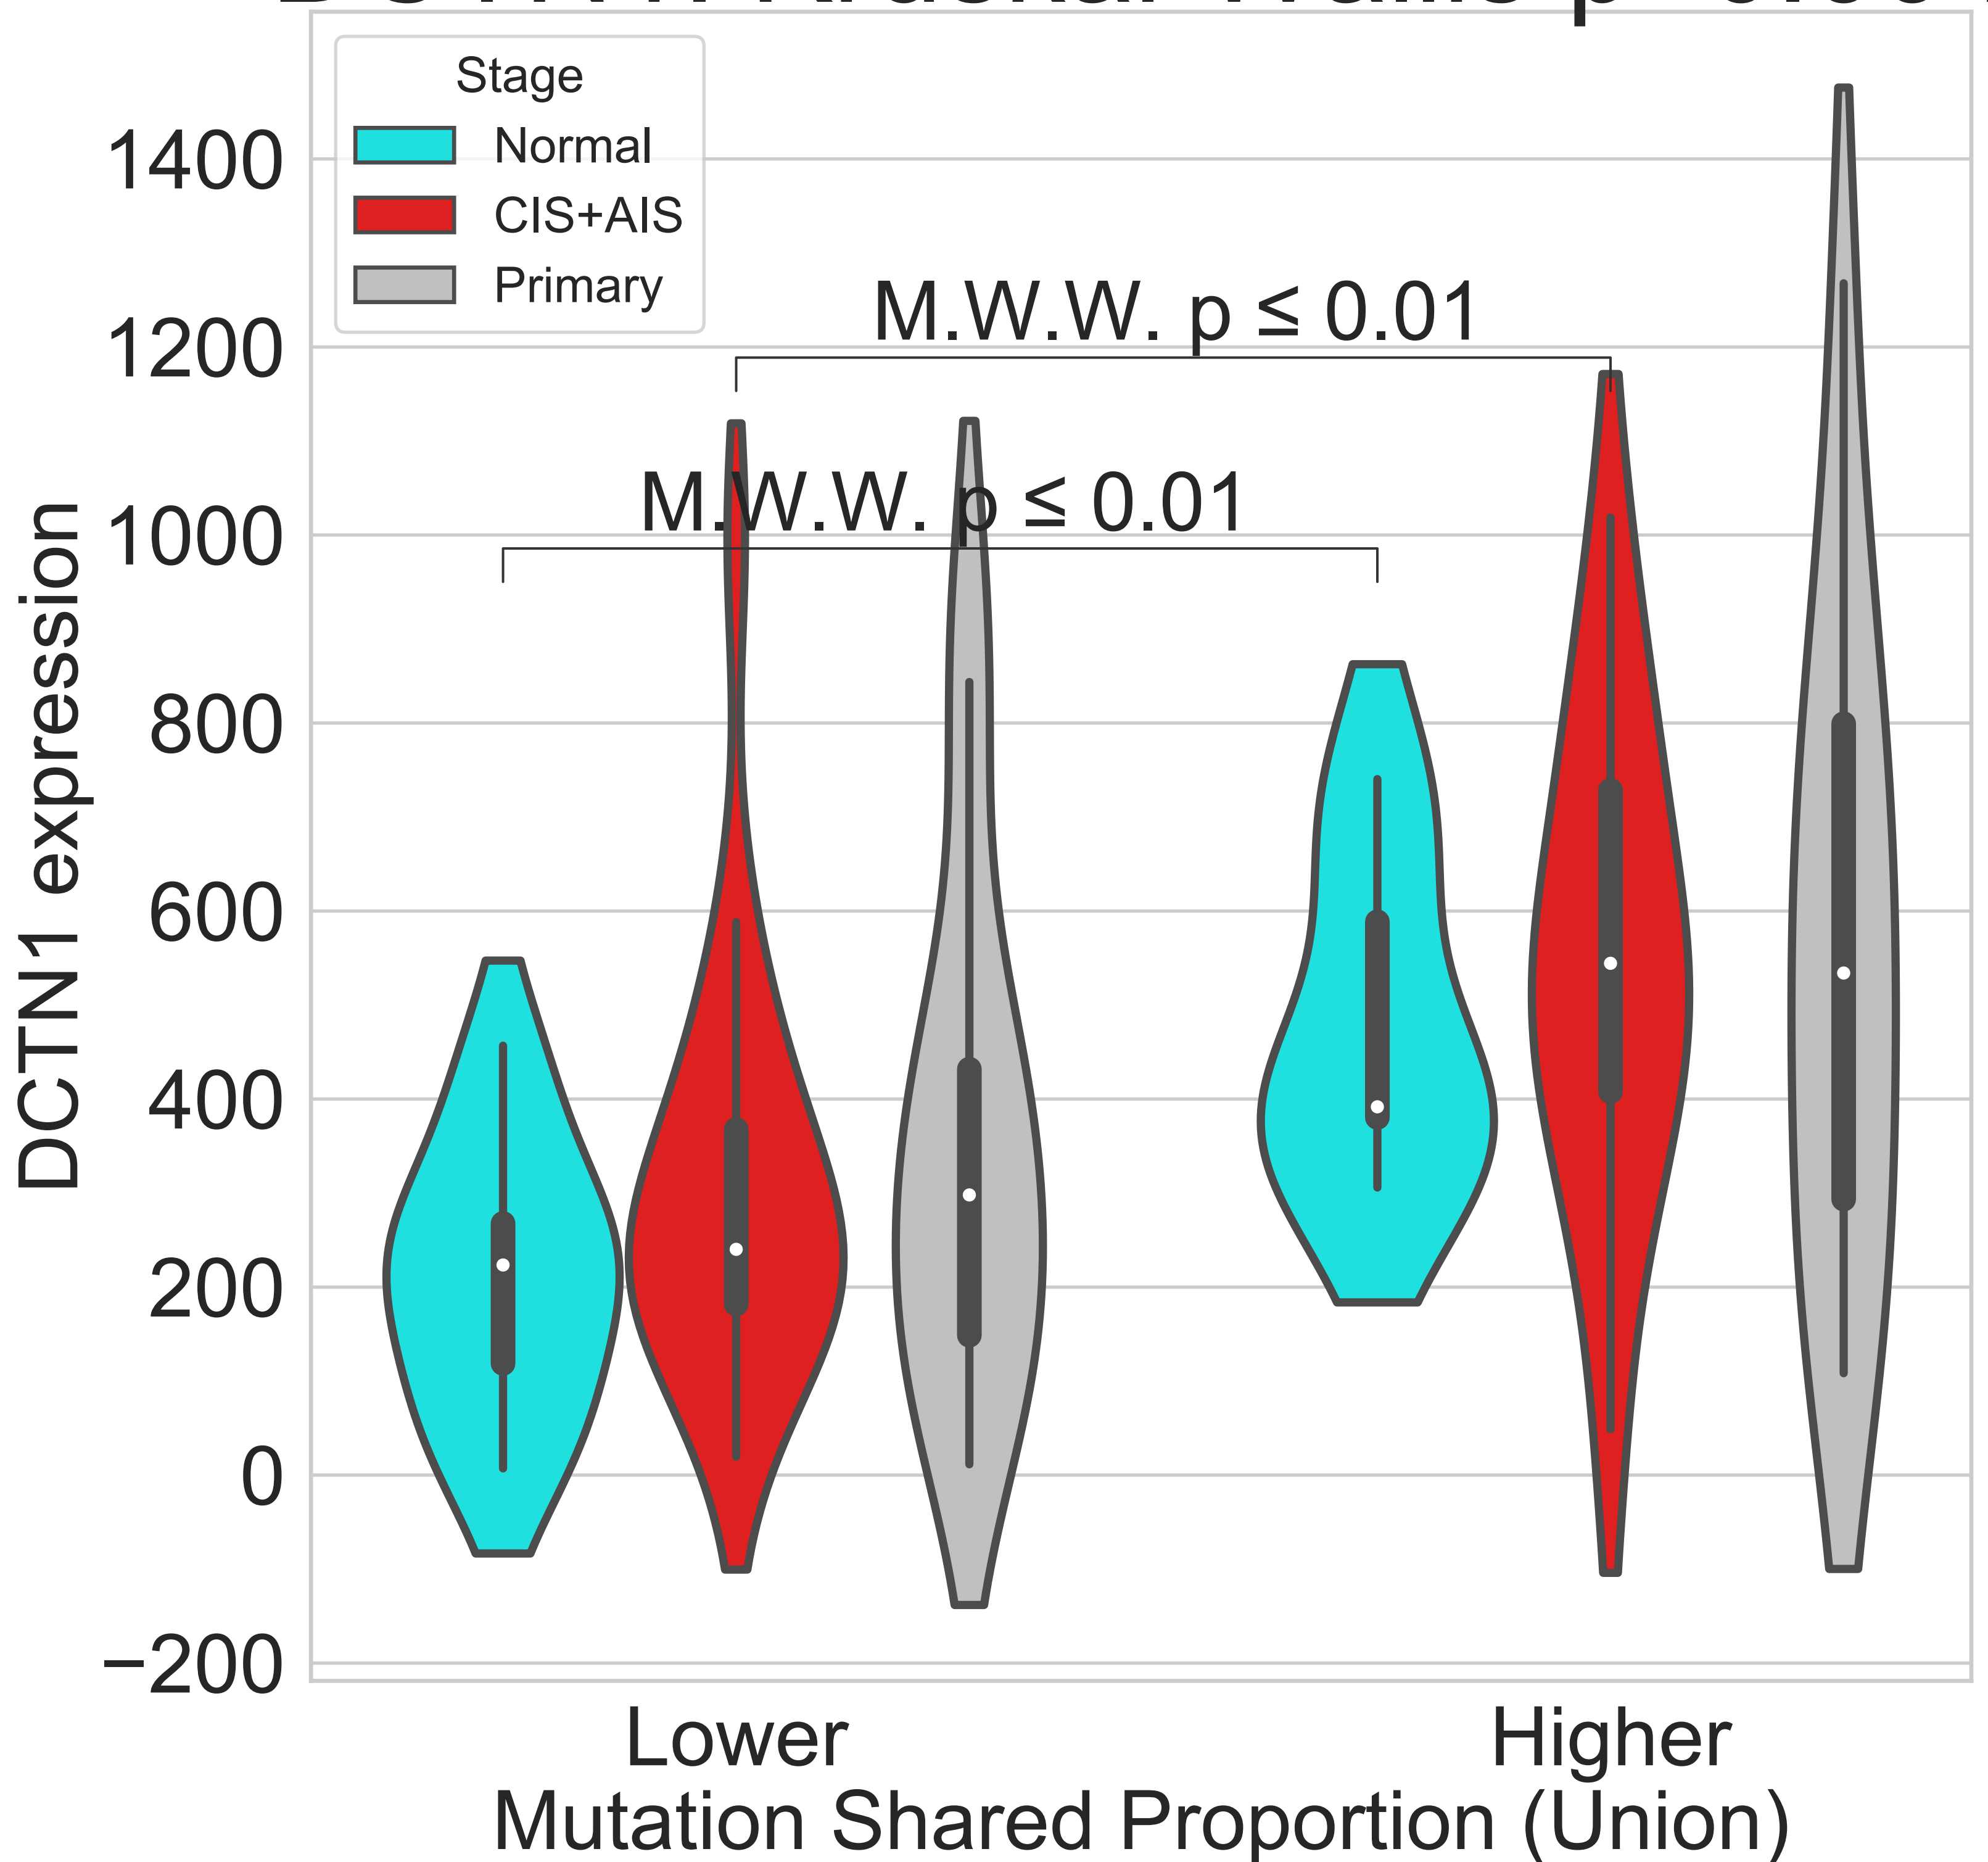 Stage
Normal
CIS+AIS
Primary
M.W.W. p ≤ 0.01
M.W.W. p ≤ 0.01
1400
1200
1000
800
600
400
200
0
−200
DCTN1 expression
Lower
Higher
Mutation Shared Proportion (Union)